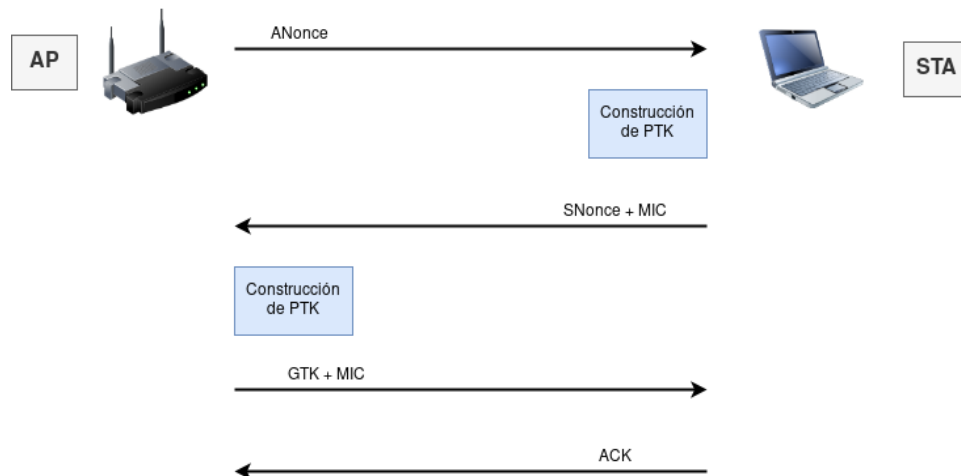 ANonce
AP
STA
Construcción
de PTK
SNonce + MIC
Construcción
de PTK
GTK + MIC
ACK